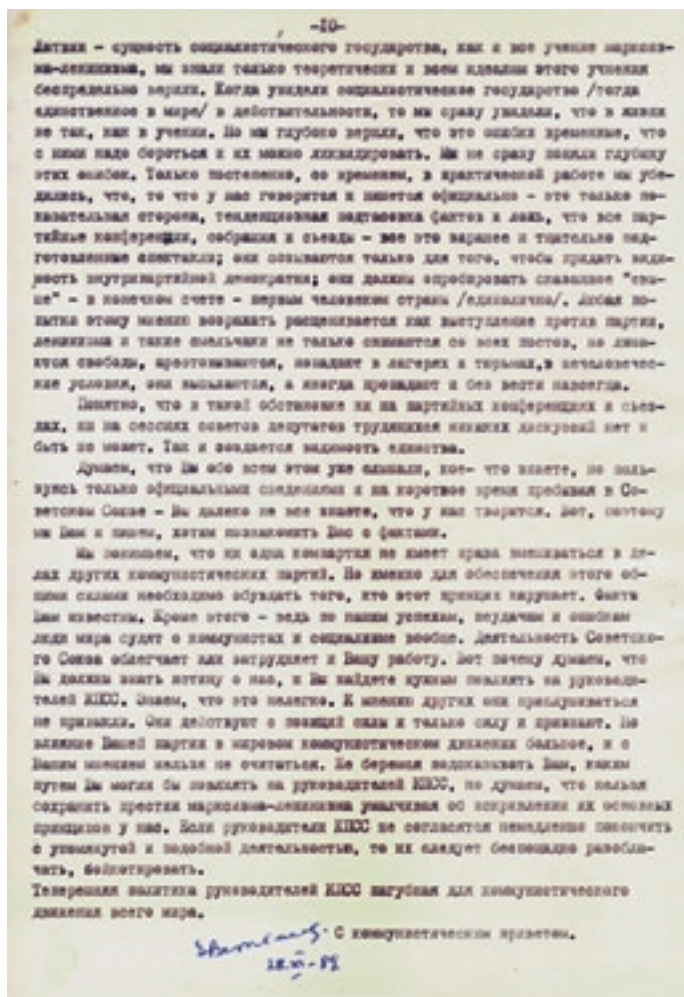 -20-
Латвии - сущность социалистического государства, как и все учение марксиз-
ма-ленинизма, мы знали только теоретически и всем идеалам этого учения
беспредельно верили. Когда увидели социалистическое государство /тогда
единственное в мире/ в действительности, то мы сразу увидели, что в жизни
не так, как в учении. Но мы глубоко верили, что это ошибки временные, что
с ними надо бороться и их можно ликвидировать. Мы не сразу поняли глубину
этих ошибок. Только постепенно, со временем, в практической работе мы убе-
дились, что, то что у нас говорится и пишется официально - это только по-
казательная сторона, тенденциозная подтасовка фактов и ложь, что все пар-
тийные конференции, собрания и съезды - все это заранее и тщательно под-
готовленные спектакли; они созываются только для того, чтобы придать види-
мость внутрипартийной демократии; они должны опробировать сказанное "свы-
ше" - в конечном счете - первым человеком страны /единолично/. Любая по-
пытка этому мнению возражать расценивается как выступление против партии,
ленинизма и такие смельчаки не только снимаются со всех постов, но лиша-
ются свободы, арестовываются, попадают в лагерях и тюрьмах, в нечеловечес-
кие условия, они высылаются, а иногда пропадают и без вести навсегда.
Понятно, что в такой обстановке ни на партийных конференциях и съез-
дах, ни на сессиях советов депутатов трудящихся никаких дискуссий нет и
быть не может. Так и создается видимость единства.
Думаем, что Вы обо всем этом уже слышали, кое- что знаете, но поль-
зуясь только официальными сведениями и на короткое время пребывая в Со-
ветском Союзе - Вы далеко не все знаете, что у нас творится. Вот, поэтому
мы Вам и пишем, хотим познакомить Вас с фактами.
Мы понимаем, что ни одна компартия не имеет права вмешиваться в де-
лах других коммунистических партий. Но именно для обеспечения этого об-
щими силами необходимо обуздать того, кто этот принцип нарушает. Факты
Вам известны. Кроме этого - ведь по нашим успехам, неудачам и ошибкам
люди мира судят о коммунистах и социализме вообще. Деятельность Советско-
го Союза облегчает или затрудняет и Вашу работу. Вот почему думаем, что
Вы должны знать истину о нас, и Вы найдете нужным повлиять на руководи-
телей КПСС. Знаем, что это нелегко. К мнению других они прислушиваться
не привыкли. Они действуют с позиций силы и только силу и признают. Но
влияние Вашей партии в мировом коммунистическом движении большое, и с
Вашим мнением нельзя не считаться. Не беремся подсказывать Вам, каким
путем Вы могли бы повлиять на руководителей КПСС, но думаем, что нельзя
сохранить престиж марксизма-ленинизма умалчивая об искривлении их основных
принципов у нас. Если руководители КПСС не согласятся немедленно покончить
с упомянутой и подобной деятельностью, то их следует беспощадно разобла-
чать, бойкотировать.
Теперешняя политика руководителей КПСС пагубная для коммунистического
движения всего мира.
С коммунистическим приветом.